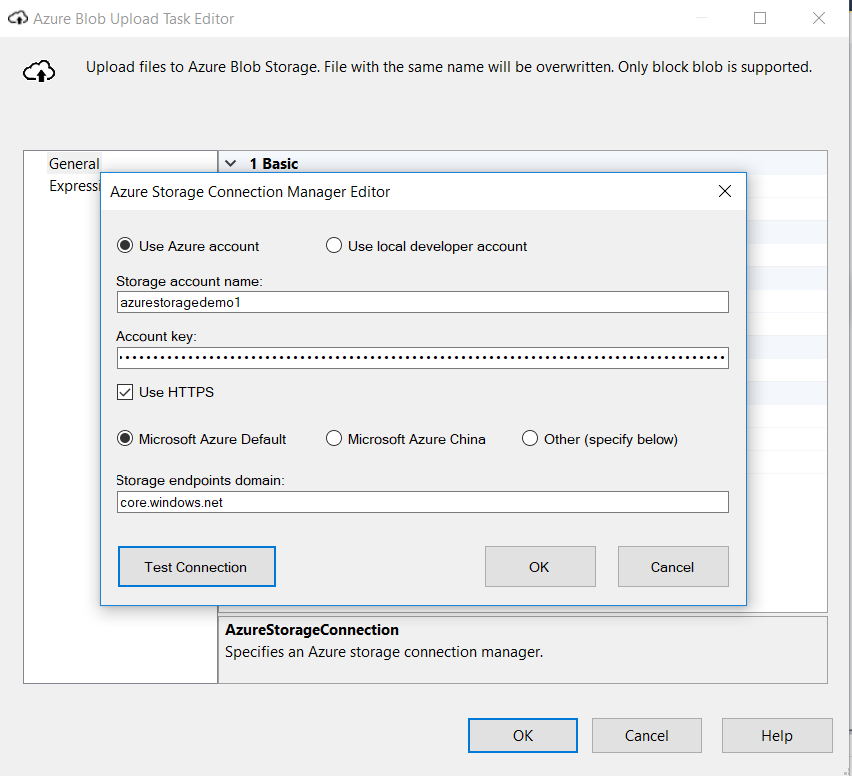 Azure Blob Upload Task Editor
Upload files to Azure Blob Storage. File with the same name will be overwritten. Only block blob is supported.
General
1 Basic
Expressi
Azure Storage Connection Manager Editor
Use Azure account
Use local developer account
Storage account name:
azurestoragedemo1
Account key:
Use HTTPS
Microsoft Azure Default
Microsoft Azure China
Other (specify below)
Storage endpoints domain:
core.windows.net
Test Connection
OK
Cancel
AzureStorageConnection
Specifies an Azure storage connection manager.
OK
Cancel
Help